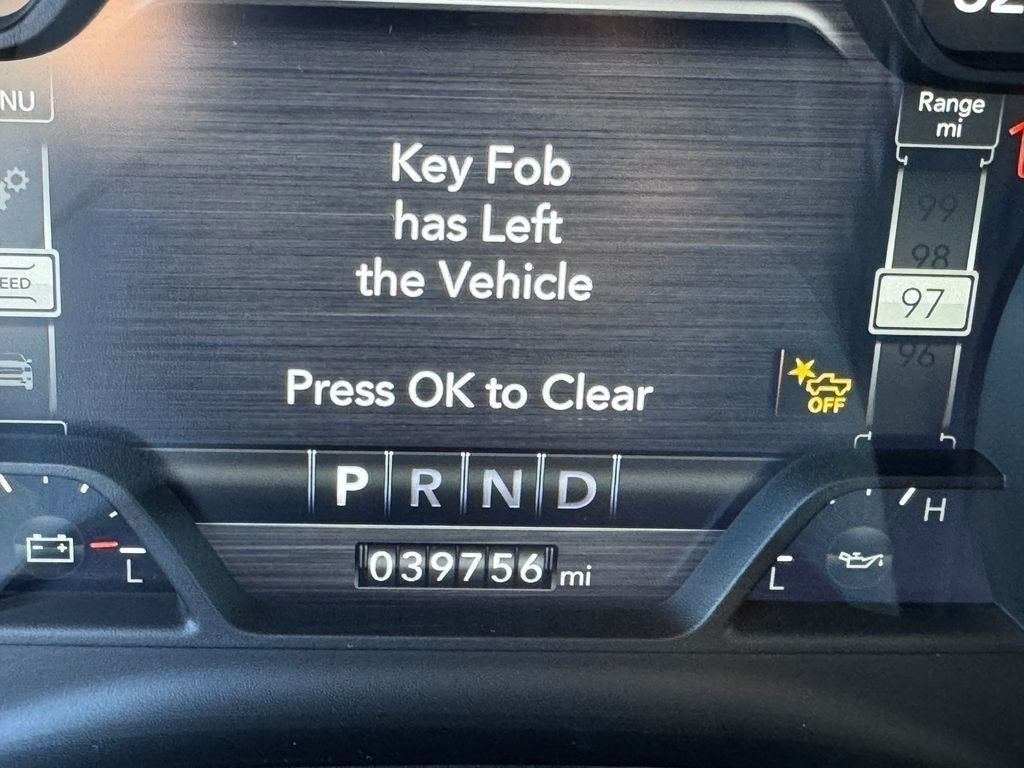 NU
Range
mi
Key Fob
has Left
the Vehicle
99
98
EED
97
96
Press OK to Clear
OFF
P R N D
H
L
039756 mi
L